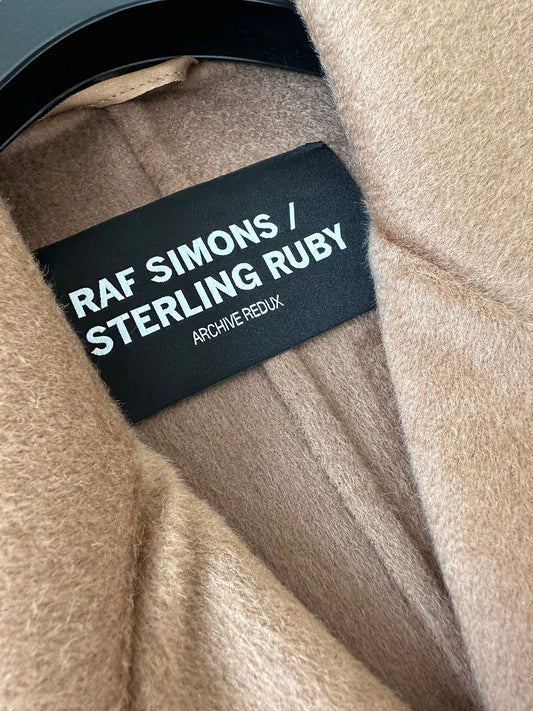 RAF SIMONS /
STERLING RUBY
ARCHIVE REDUX